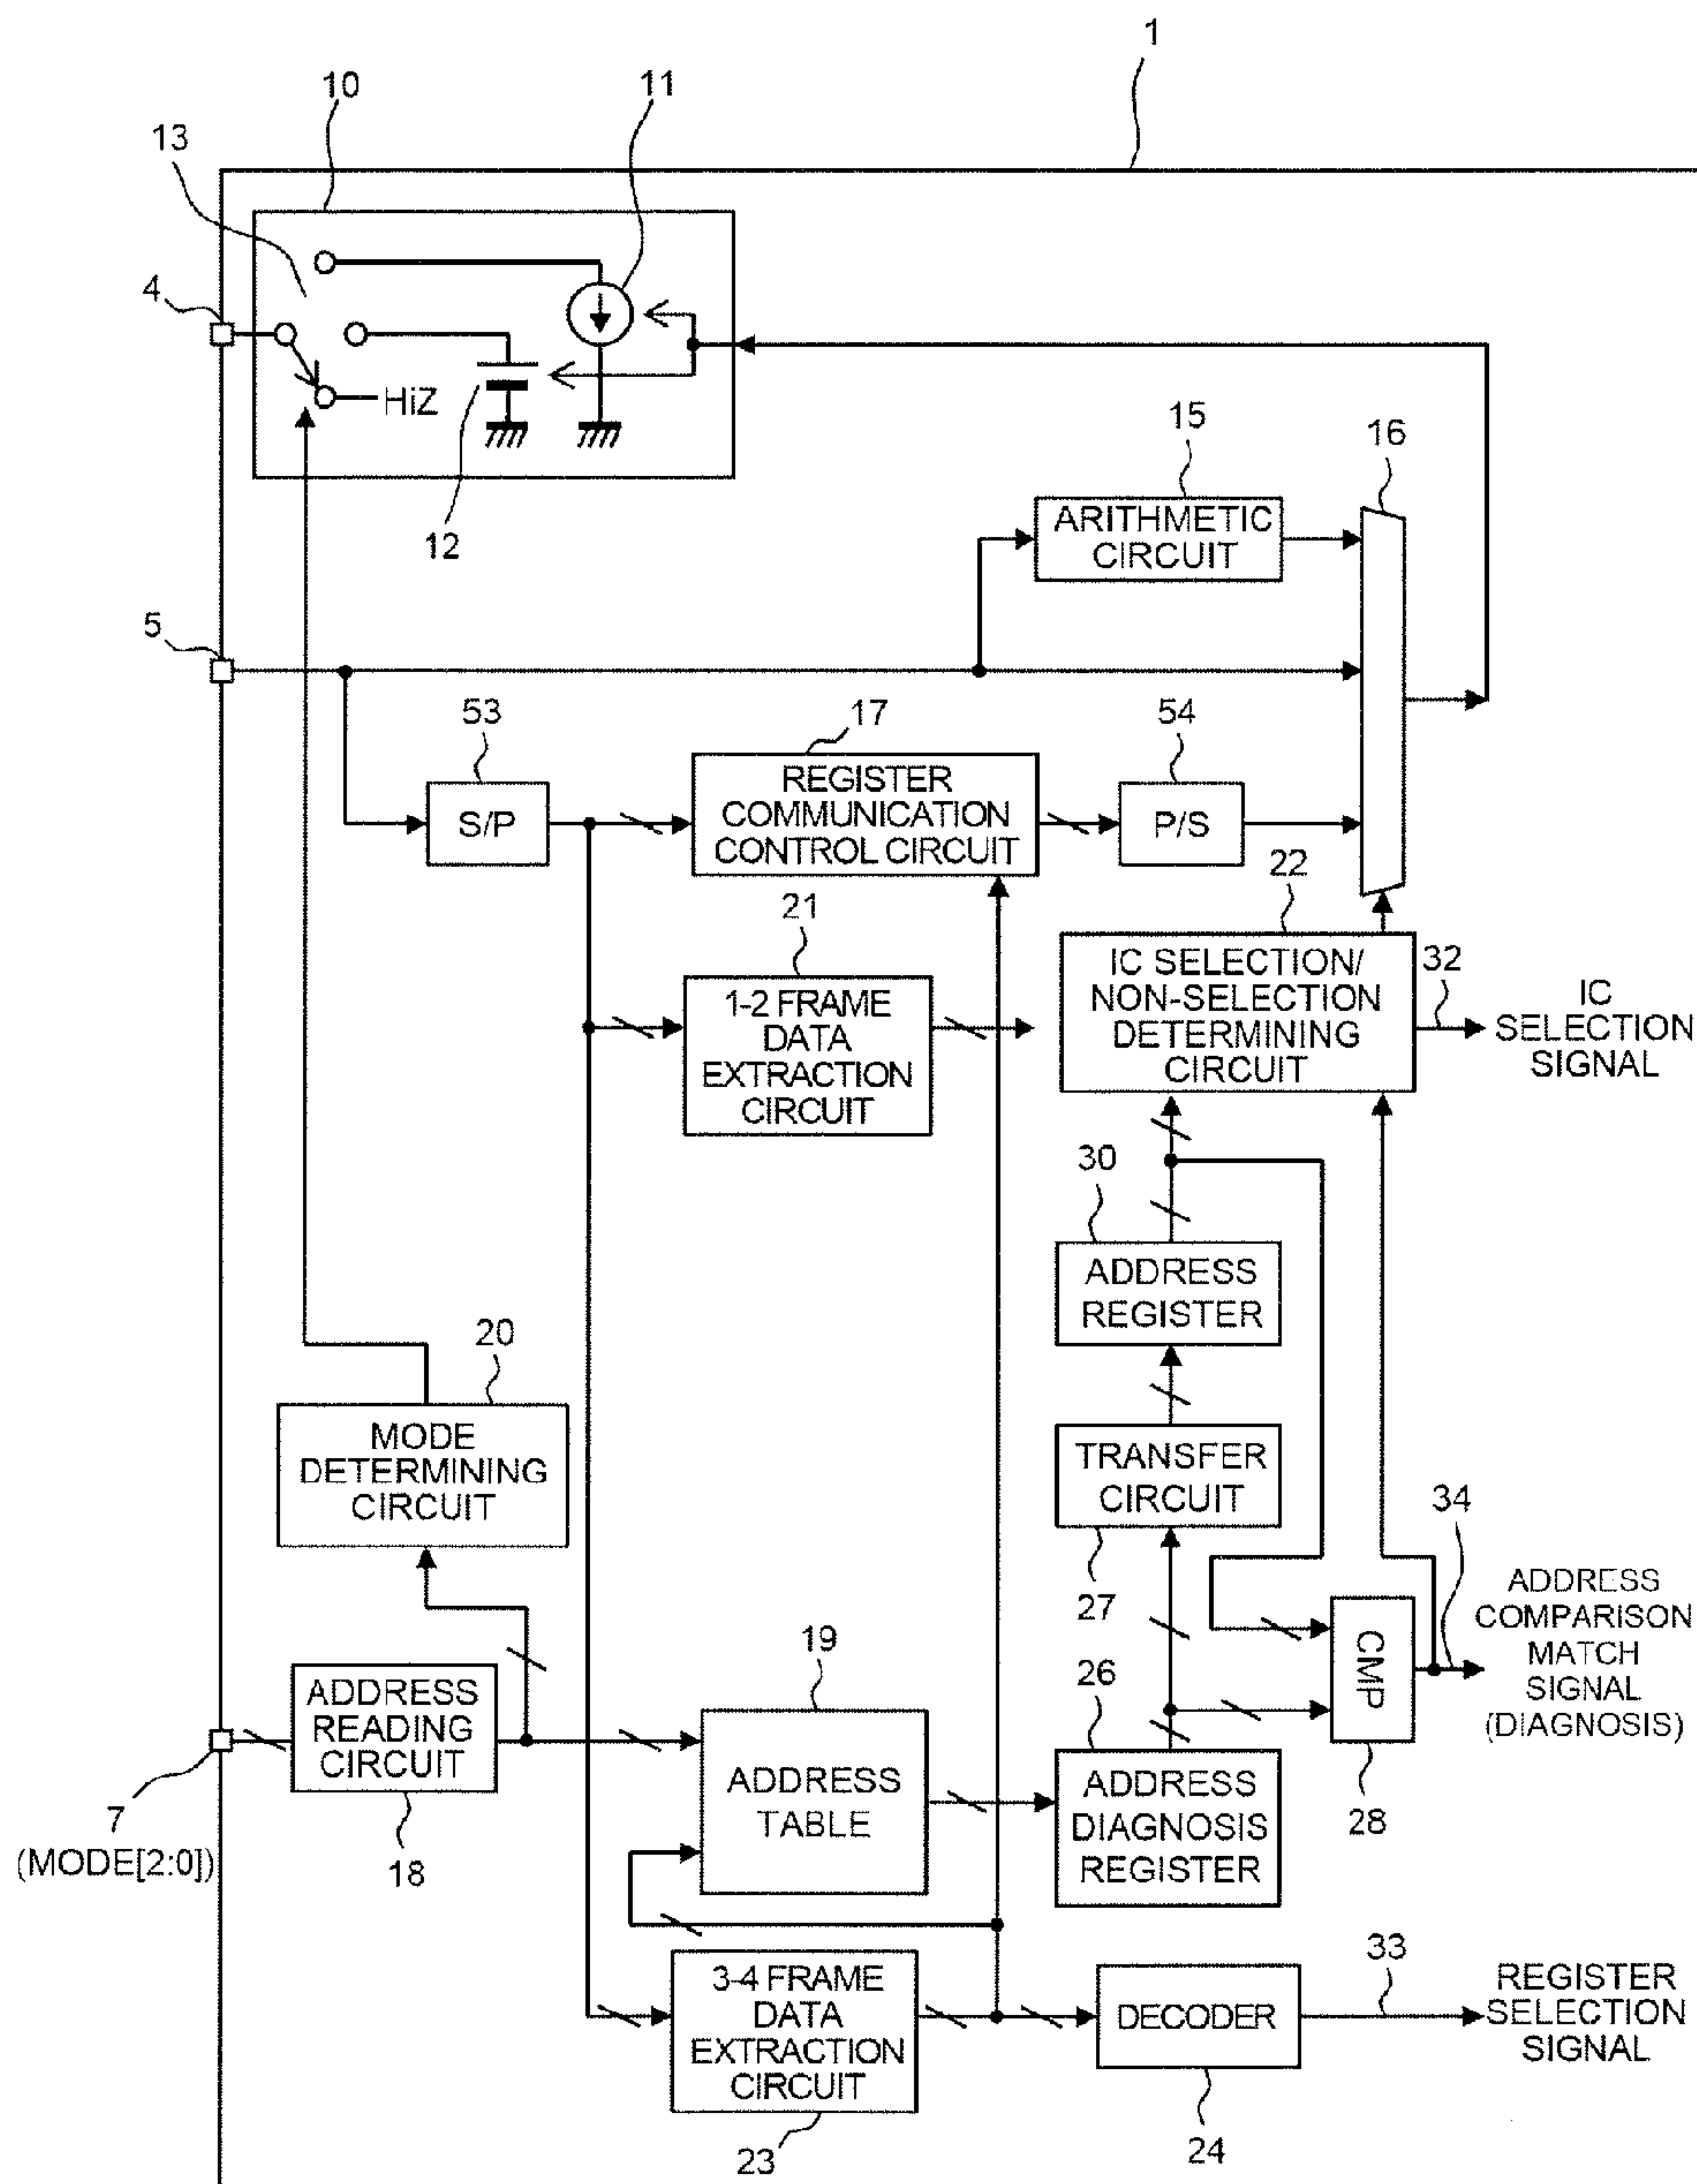 1
10
11
13
4
HiZ
12
15
16
ARITHMETIC
CIRCUIT
5
53
17
54
S/P
REGISTER
COMMUNICATION
CONTROL CIRCUIT
P/S
22
21
1-2 FRAME
DATA
EXTRACTION
CIRCUIT
IC SELECTION/
NON-SELECTION
DETERMINING
CIRCUIT
32
IC
SELECTION
SIGNAL
30
ADDRESS
REGISTER
20
MODE
DETERMINING
CIRCUIT
TRANSFER
CIRCUIT
27
34
ADDRESS
COMPARISON
MATCH
SIGNAL
(DIAGNOSIS)
CMP
28
19
26
ADDRESS
READING
CIRCUIT
7
(MODE[2:0])
18
ADDRESS
TABLE
ADDRESS
DIAGNOSIS
REGISTER
3-4 FRAME
DATA
EXTRACTION
CIRCUIT
23
DECODER
24
33
REGISTER
SELECTION
SIGNAL